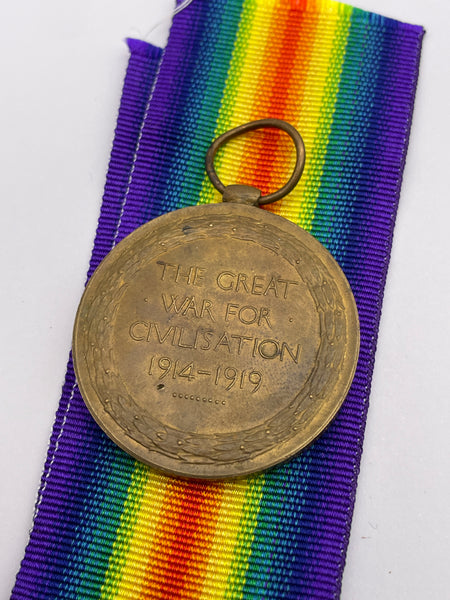 THE GREAT
· WAR FOR ·
CIVILISATION
1914–1919